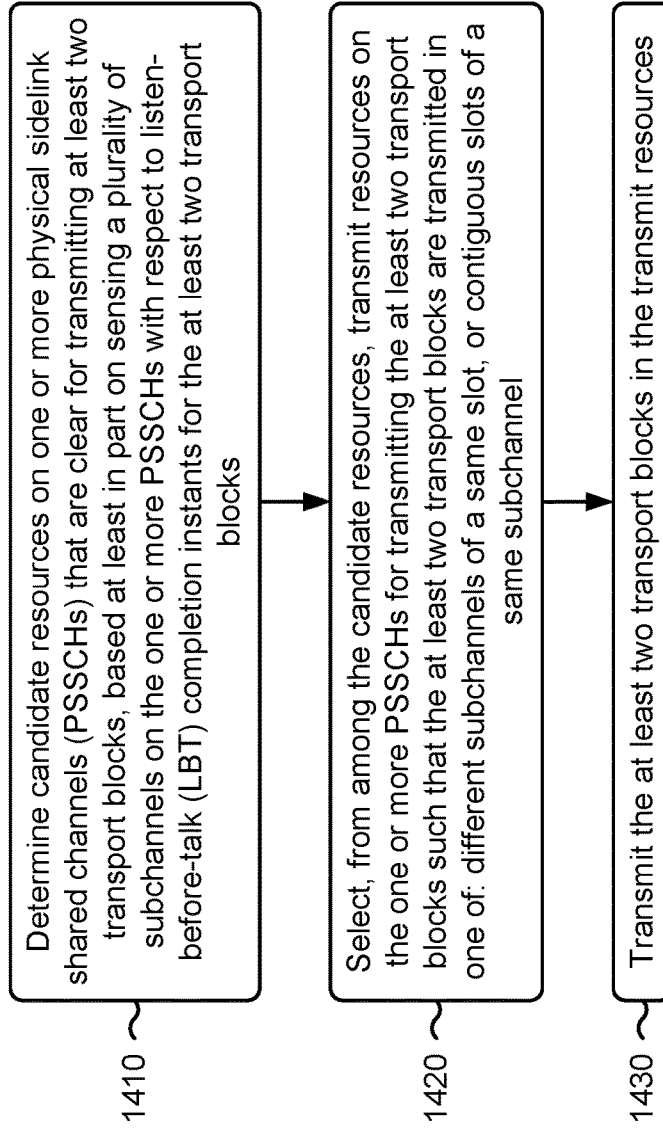 1410
Determine candidate resources on one or more physical sidelink
shared channels (PSSCHs) that are clear for transmitting at least two
transport blocks, based at least in part on sensing a plurality of
subchannels on the one or more PSSCHs with respect to listen-
before-talk (LBT) completion instants for the at least two transport
blocks
1420
Select, from among the candidate resources, transmit resources on
the one or more PSSCHs for transmitting the at least two transport
blocks such that the at least two transport blocks are transmitted in
one of: different subchannels of a same slot, or contiguous slots of a
same subchannel
1430
Transmit the at least two transport blocks in the transmit resources